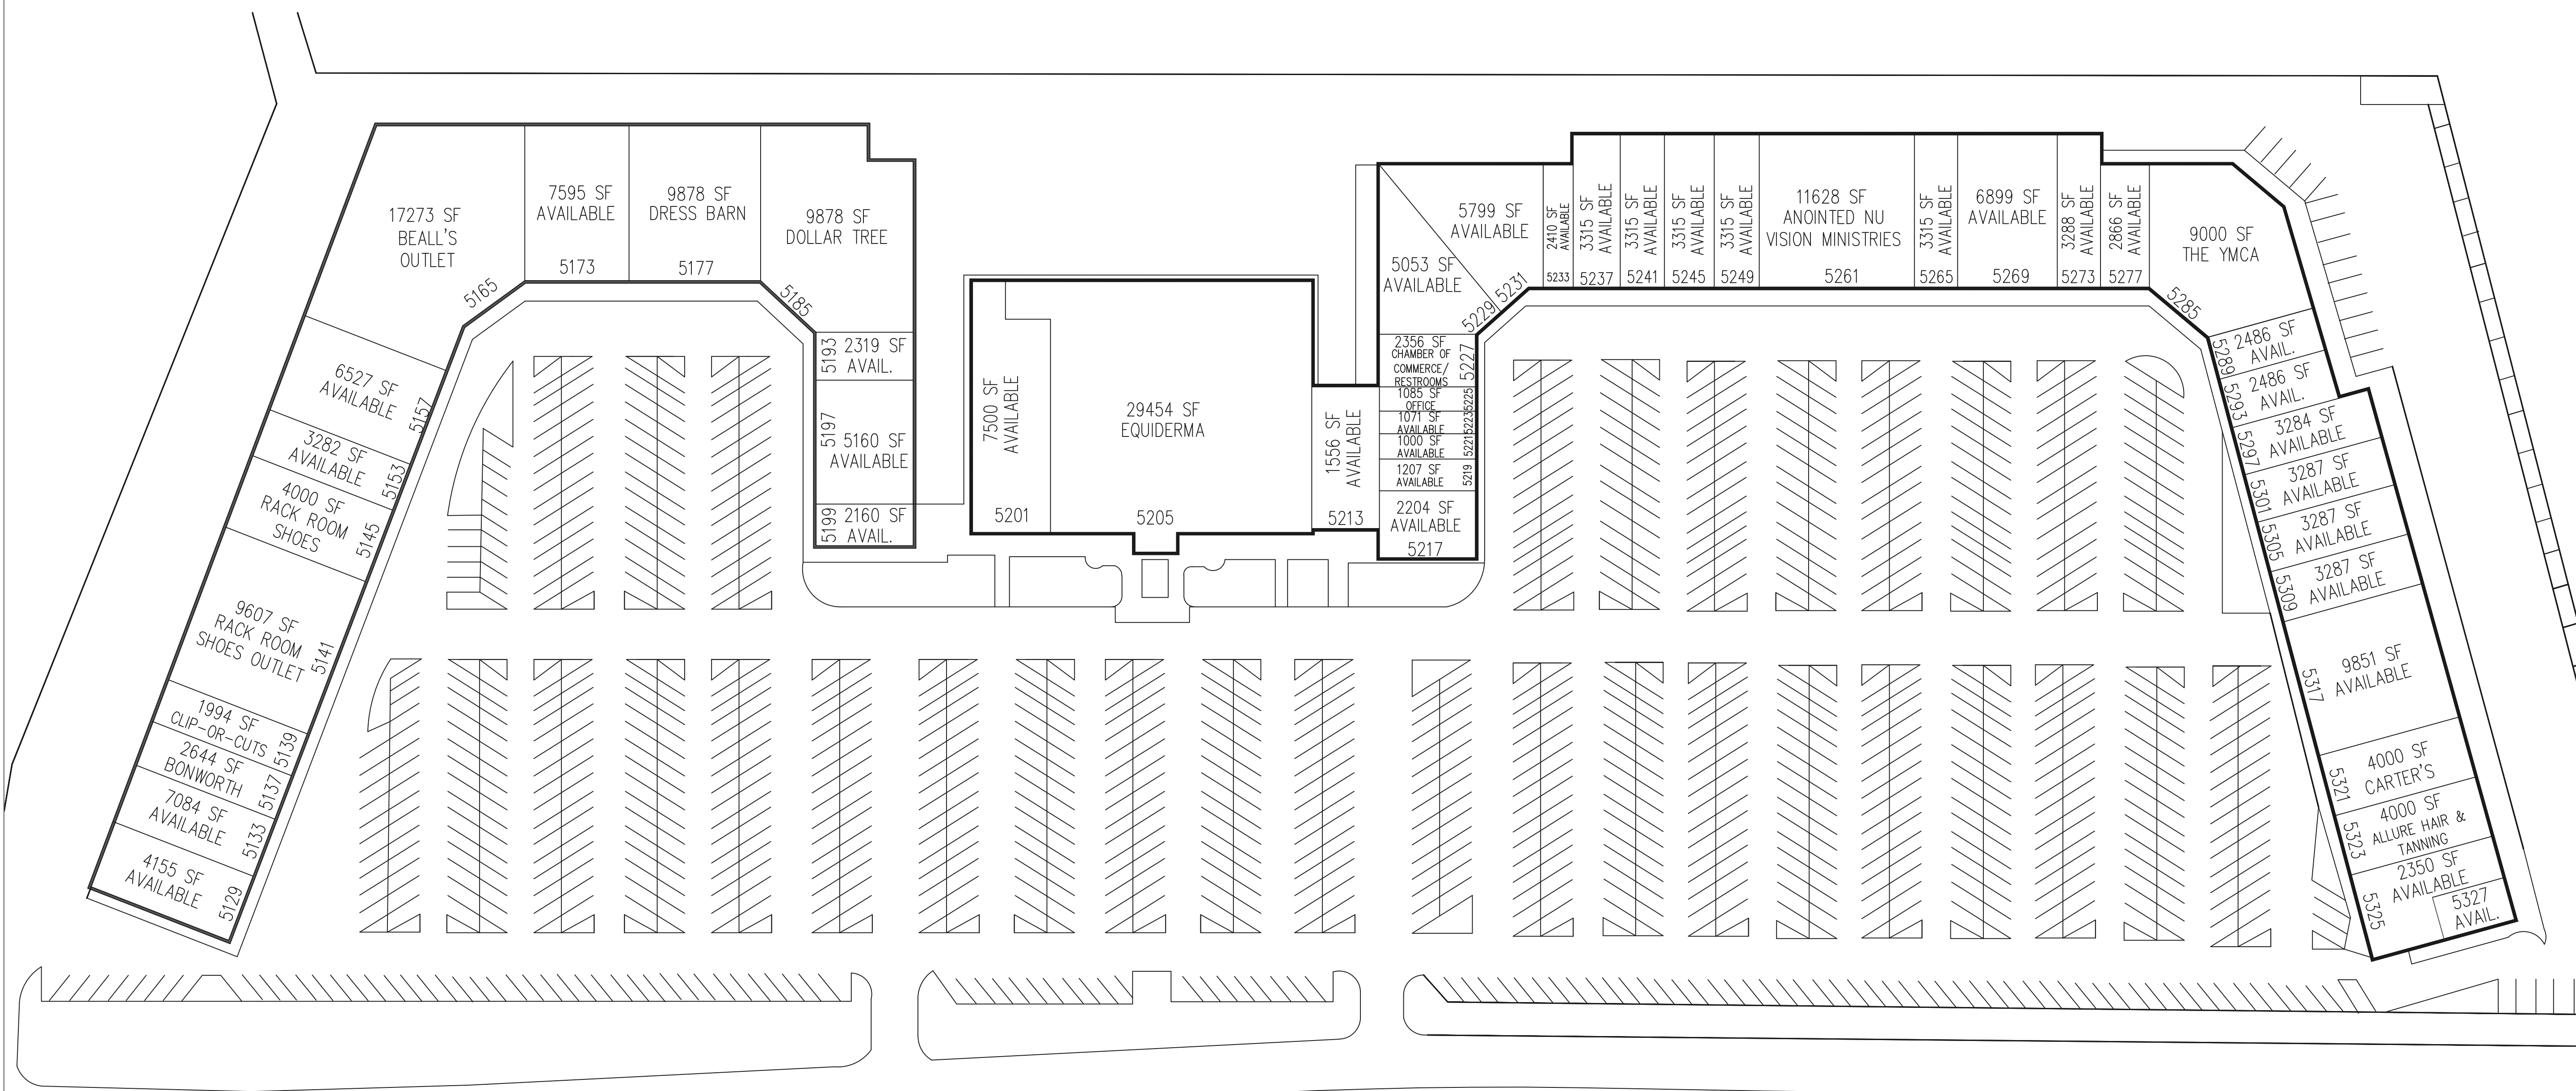 17273 SF
BEALL'S
OUTLET
5165
7595 SF
AVAILABLE
5173
9878 SF
DRESS BARN
5177
9878 SF
DOLLAR TREE
5185
2319 SF
AVAIL.
5193
5160 SF
AVAILABLE
5197
2160 SF
AVAIL.
5199
6527 SF
AVAILABLE
5157
3282 SF
AVAILABLE
5153
4000 SF
RACK ROOM
SHOES
5145
9607 SF
RACK ROOM
SHOES OUTLET
5141
1994 SF
CLIP-OR-CUTS
5139
2644 SF
BONWORTH
5137
7084 SF
AVAILABLE
5133
4155 SF
AVAILABLE
5129
7500 SF
AVAILABLE
5201
29454 SF
EQUIDERMA
5205
1556 SF
AVAILABLE
5213
5799 SF
AVAILABLE
5231
5053 SF
AVAILABLE
5229
2356 SF
CHAMBER OF
COMMERCE/
RESTROOMS
5227
1085 SF
OFFICE
5225
1071 SF
AVAILABLE
5223
1000 SF
AVAILABLE
5221
1207 SF
AVAILABLE
5219
2204 SF
AVAILABLE
5217
2410 SF
AVAILABLE
5233
3315 SF
AVAILABLE
5237
3315 SF
AVAILABLE
5241
3315 SF
AVAILABLE
5245
3315 SF
AVAILABLE
5249
11628 SF
ANOINTED NU
VISION MINISTRIES
5261
3315 SF
AVAILABLE
5265
6899 SF
AVAILABLE
5269
3288 SF
AVAILABLE
5273
2866 SF
AVAILABLE
5277
9000 SF
THE YMCA
5285
2486 SF
AVAIL.
5289
2486 SF
AVAIL.
5293
3284 SF
AVAILABLE
5297
3287 SF
AVAILABLE
5301
3287 SF
AVAILABLE
5305
3287 SF
AVAILABLE
5309
9851 SF
AVAILABLE
5317
4000 SF
CARTER'S
5321
4000 SF
ALLURE HAIR &
TANNING
5323
2350 SF
AVAILABLE
5325
5327
AVAIL.